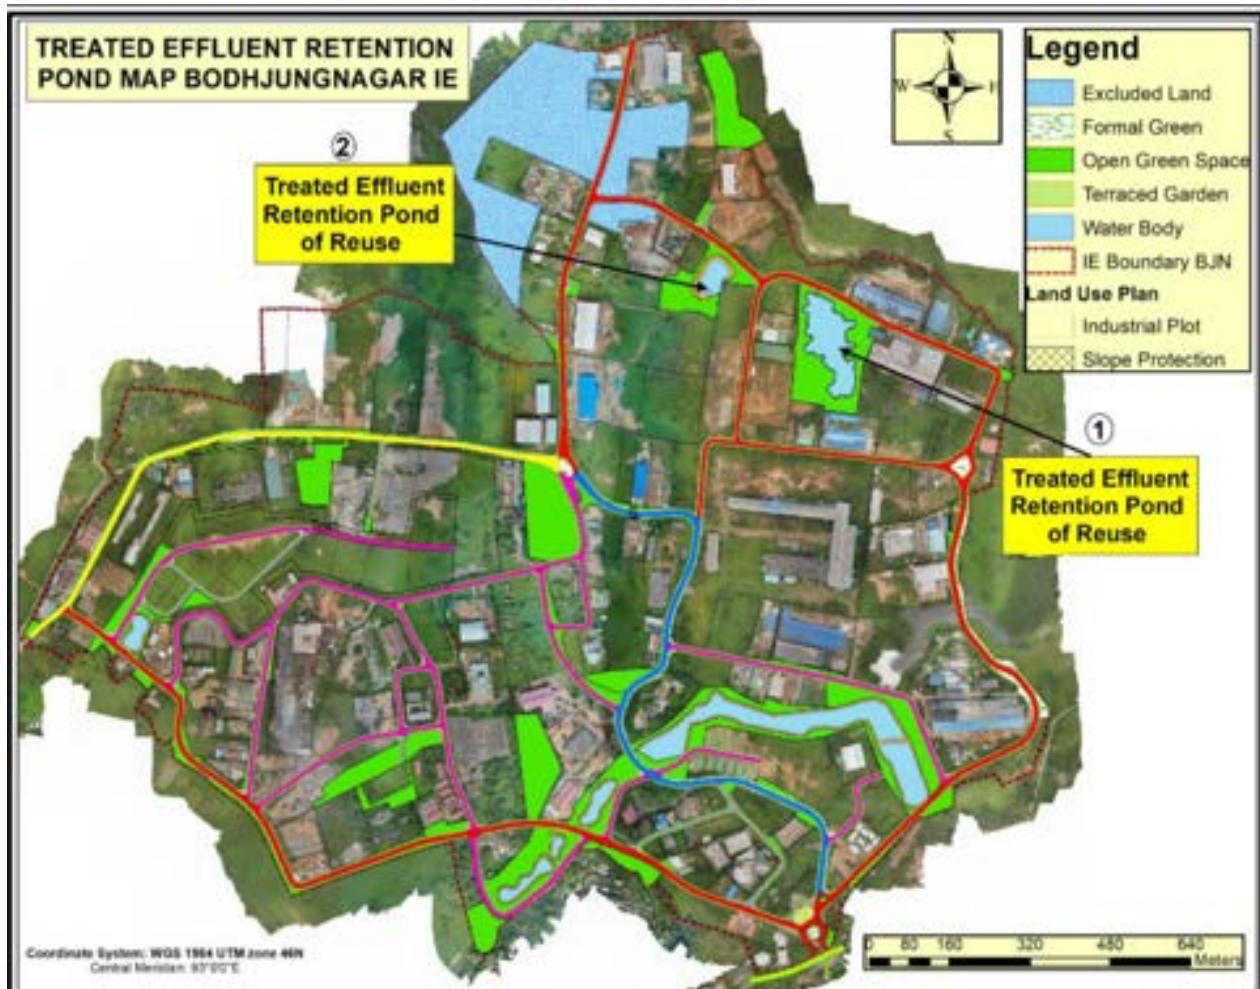 TREATED EFFLUENT RETENTION
POND MAP BODHJUNGNAGAR IE
N
W E
S
Legend
Excluded Land
Formal Green
Open Green Space
Terraced Garden
Water Body
IE Boundary BJN
Land Use Plan
Industrial Plot
Slope Protection
②
Treated Effluent
Retention Pond
of Reuse
①
Treated Effluent
Retention Pond
of Reuse
Coordinate System: WGS 1984 UTM zone 46N
Central Meridian: 93°0'0"E
0 80 160 320 480 640
Meters